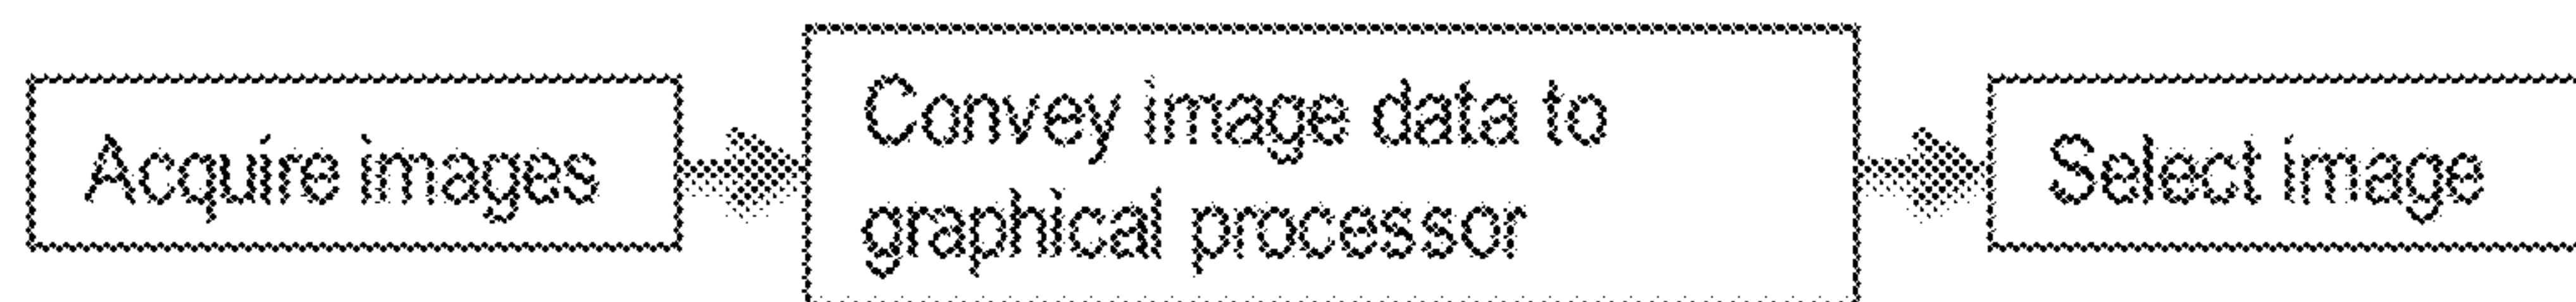 Acquire images
Convey image data to
graphical processor
Select image